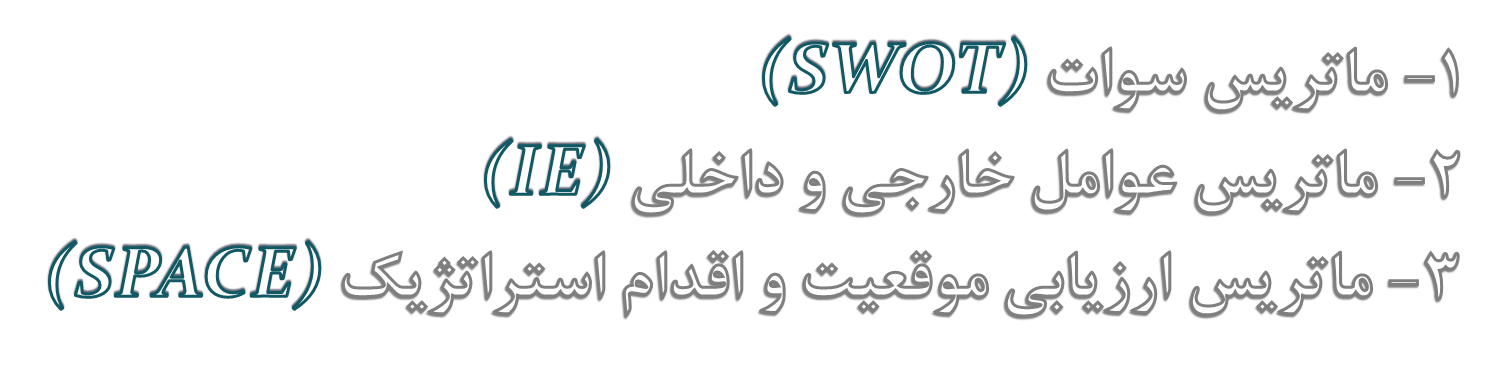 ۱- ماتریس سوات (SWOT)
۲- ماتریس عوامل خارجی و داخلی (IE)
۳- ماتریس ارزیابی موقعیت و اقدام استراتژیک (SPACE)